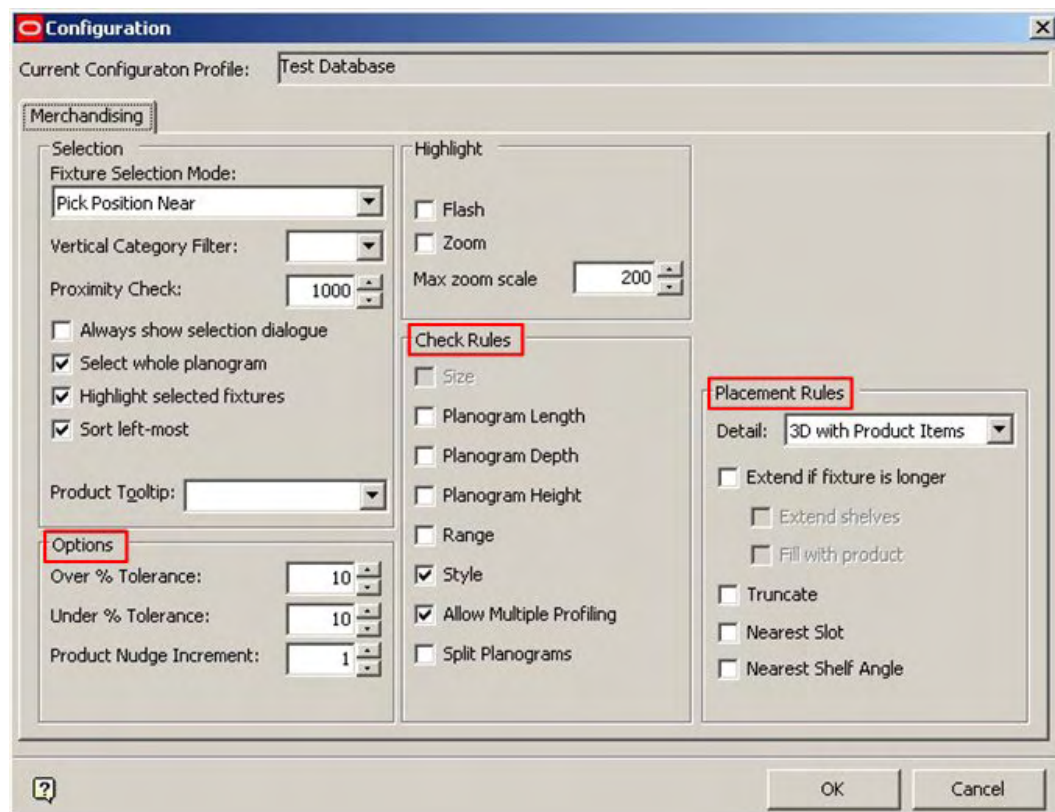 Configuration
Current Configuraton Profile: Test Database
Merchandising
Selection
Fixture Selection Mode:
Pick Position Near
Vertical Category Filter:
Proximity Check: 1000
Always show selection dialogue
Select whole planogram
Highlight selected fixtures
Sort left-most
Product Tooltip:
Options
Over % Tolerance: 10
Under % Tolerance: 10
Product Nudge Increment: 1
Highlight
Flash
Zoom
Max zoom scale 200
Check Rules
Size
Planogram Length
Planogram Depth
Planogram Height
Range
Style
Allow Multiple Profiling
Split Planograms
Placement Rules
Detail: 3D with Product Items
Extend if fixture is longer
Extend shelves
Fill with product
Truncate
Nearest Slot
Nearest Shelf Angle
?
OK
Cancel